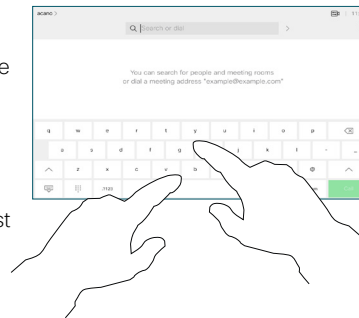 acano >
Search or dial >
You can search for people and meeting rooms
or dial a meeting address "example@example.com"
q w e r t y u i o p
a s d f g j k l - _
z x c v b @
.?123
st